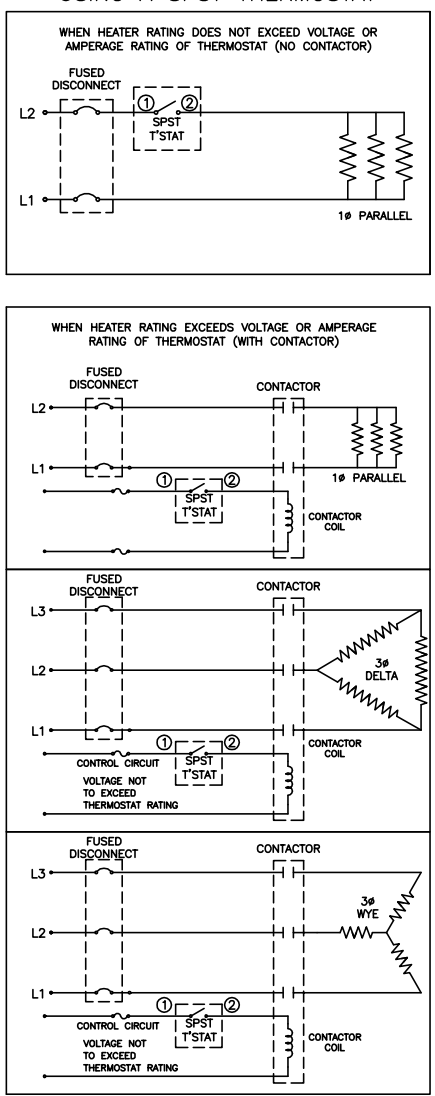 WHEN HEATER RATING DOES NOT EXCEED VOLTAGE OR
AMPERAGE RATING OF THERMOSTAT (NO CONTACTOR)
FUSED
DISCONNECT
L2
① ②
SPST
T'STAT
L1
1ø PARALLEL
WHEN HEATER RATING EXCEEDS VOLTAGE OR AMPERAGE
RATING OF THERMOSTAT (WITH CONTACTOR)
FUSED
DISCONNECT
CONTACTOR
L2
L1
1ø PARALLEL
① ②
SPST
T'STAT
CONTACTOR
COIL
FUSED
DISCONNECT
CONTACTOR
L3
L2
3ø
DELTA
L1
① ②
SPST
T'STAT
CONTACTOR
COIL
CONTROL CIRCUIT
VOLTAGE NOT
TO EXCEED
THERMOSTAT RATING
FUSED
DISCONNECT
CONTACTOR
L3
3ø
WYE
L2
L1
① ②
SPST
T'STAT
CONTACTOR
COIL
CONTROL CIRCUIT
VOLTAGE NOT
TO EXCEED
THERMOSTAT RATING